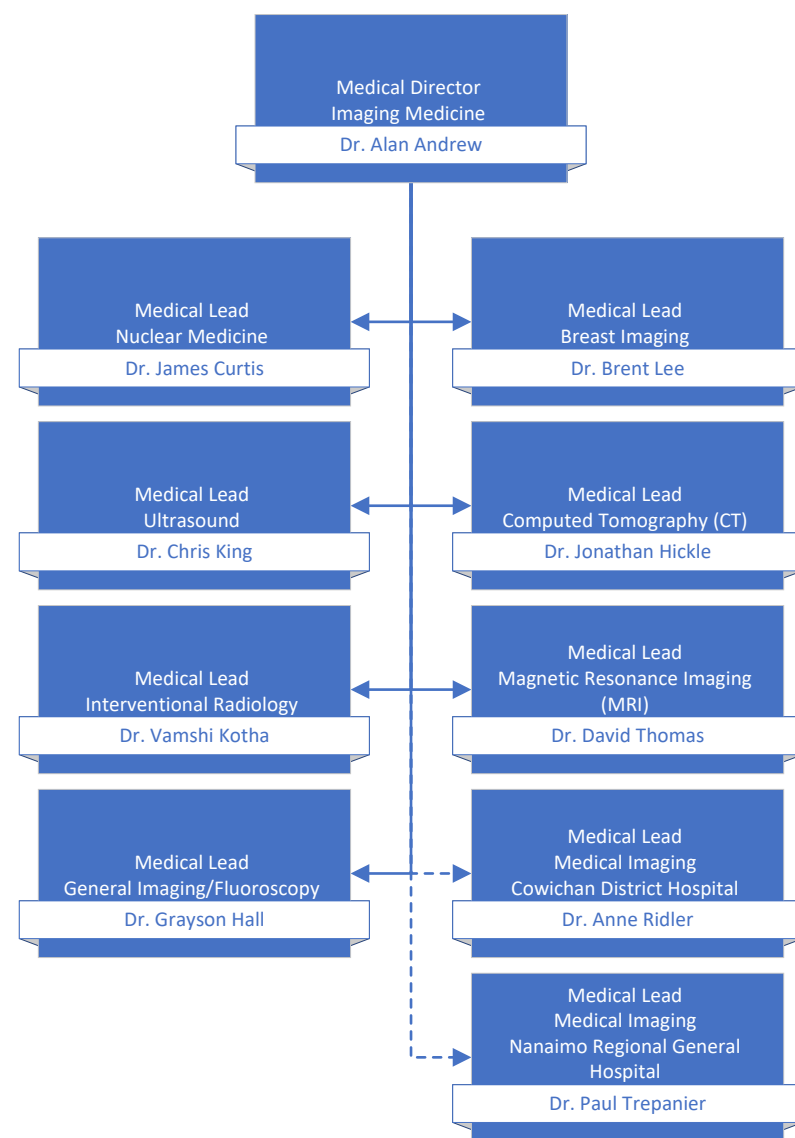 Medical Director
Imaging Medicine
Dr. Alan Andrew
Medical Lead
Nuclear Medicine
Dr. James Curtis
Medical Lead
Breast Imaging
Dr. Brent Lee
Medical Lead
Ultrasound
Dr. Chris King
Medical Lead
Computed Tomography (CT)
Dr. Jonathan Hickle
Medical Lead
Interventional Radiology
Dr. Vamshi Kotha
Medical Lead
Magnetic Resonance Imaging
(MRI)
Dr. David Thomas
Medical Lead
General Imaging/Fluoroscopy
Dr. Grayson Hall
Medical Lead
Medical Imaging
Cowichan District Hospital
Dr. Anne Ridler
Medical Lead
Medical Imaging
Nanaimo Regional General
Hospital
Dr. Paul Trepanier